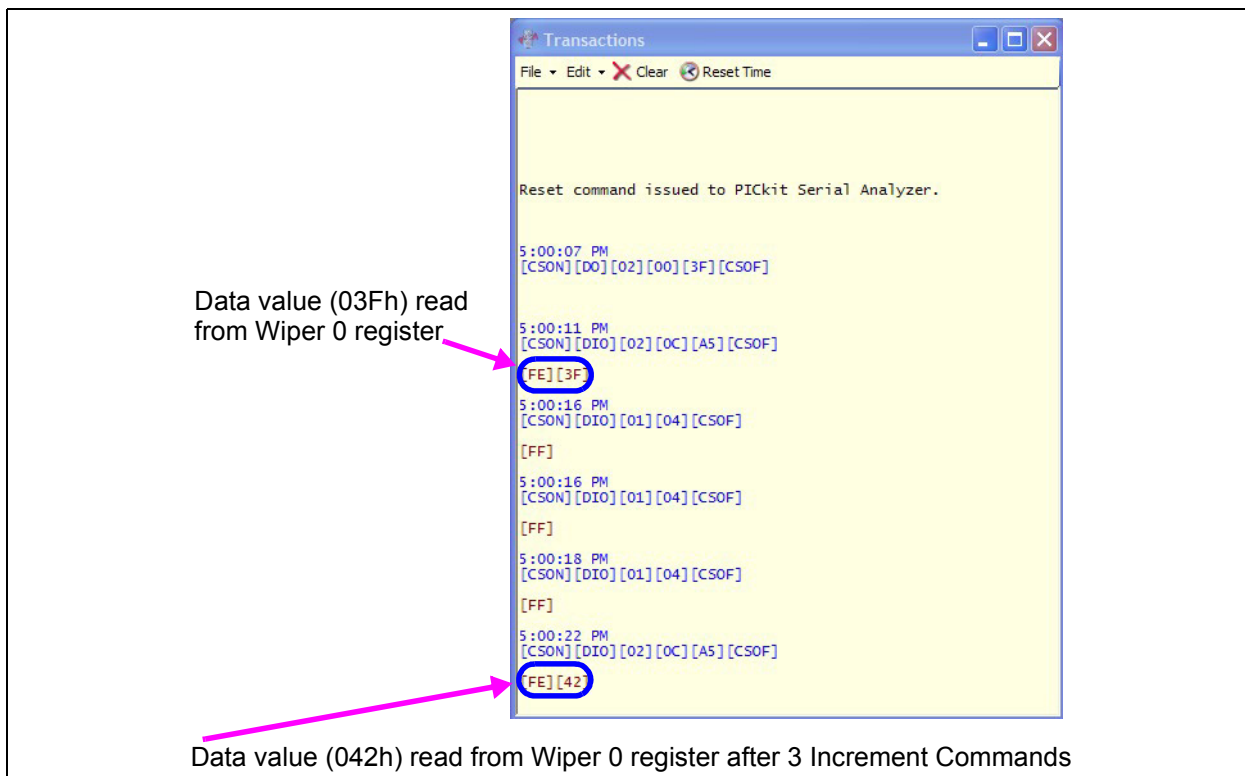 Transactions
File Edit Clear Reset Time
Reset command issued to PICkit Serial Analyzer.
5:00:07 PM
[CSON][DO][02][00][3F][CSOF]
Data value (03Fh) read
from Wiper 0 register
5:00:11 PM
[CSON][DIO][02][0C][A5][CSOF]
[FE][3F]
5:00:16 PM
[CSON][DIO][01][04][CSOF]
[FF]
5:00:16 PM
[CSON][DIO][01][04][CSOF]
[FF]
5:00:18 PM
[CSON][DIO][01][04][CSOF]
[FF]
5:00:22 PM
[CSON][DIO][02][0C][A5][CSOF]
[FE][42]
Data value (042h) read from Wiper 0 register after 3 Increment Commands